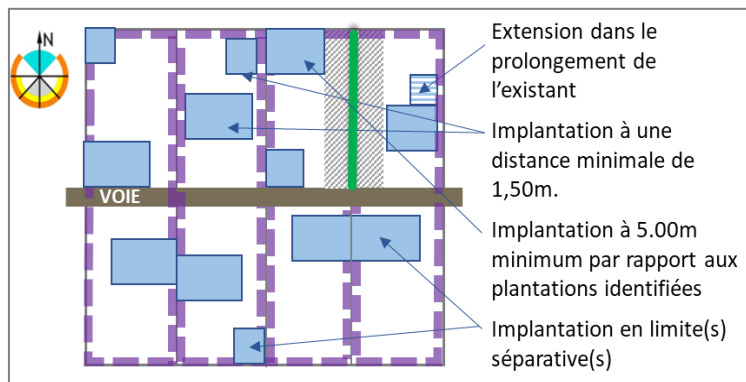 N
VOIE
Extension dans le
prolongement de
l’existant
Implantation à une
distance minimale de
1,50m.
Implantation à 5.00m
minimum par rapport aux
plantations identifiées
Implantation en limite(s)
séparative(s)